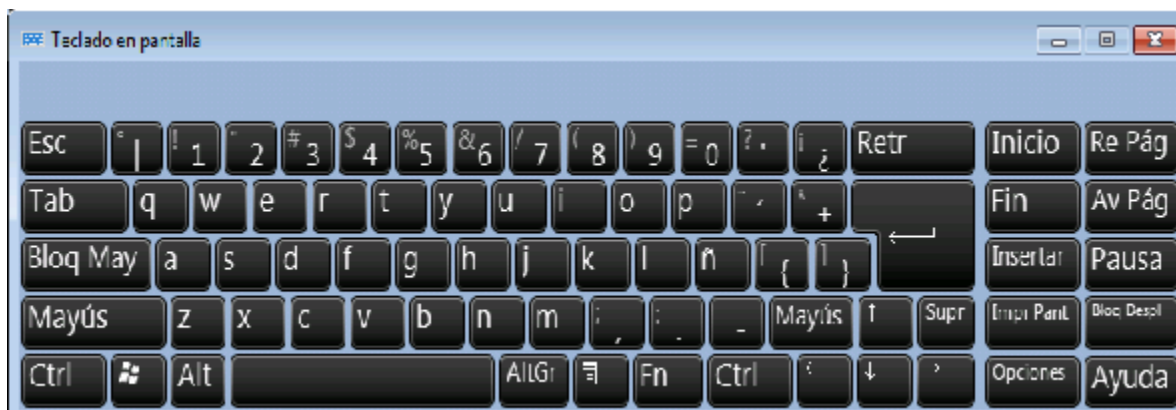 Teclado en pantalla
Esc ° | ! 1 " 2 # 3 $ 4 % 5 & 6 / 7 ( 8 ) 9 = 0 ? ' ¡ ¿ Retr Inicio Re Pág
Tab q w e r t y u i o p ¨ ´ * + Fin Av Pág
Bloq May a s d f g h j k l ñ [ { ] } Insertar Pausa
Mayús z x c v b n m ; , : . _ - Mayús ↑ Supr Impr Pant Bloq Despl
Ctrl Alt AltGr Fn Ctrl ‹ ↓ › Opciones Ayuda